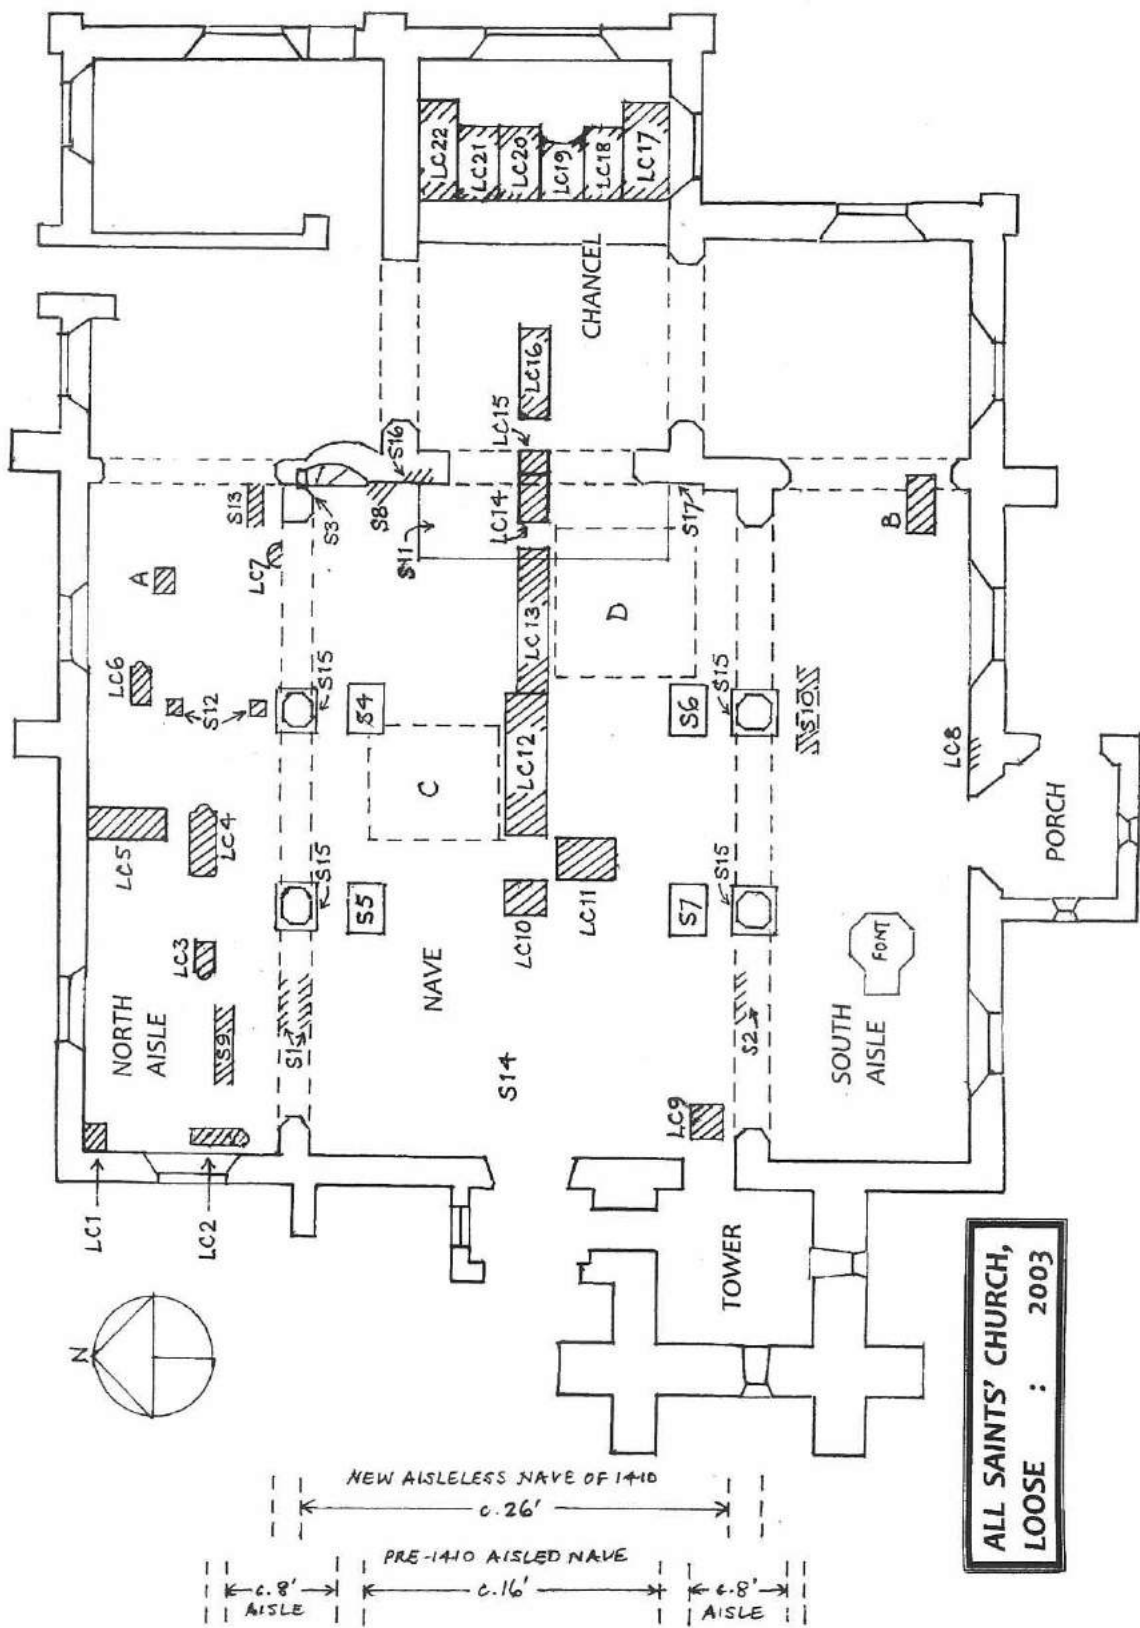 N
LC1
LC2
NORTH
AISLE
S9
LC3
LC4
LC5
S12
LC6
A
LC7
S13
S1
S15
S15
S3
S8
S16
S11
S5
S4
C
NAVE
S14
LC10
LC11
LC12
LC13
LC14
LC15
LC16
D
S17
CHANCEL
LC22
LC21
LC20
LC19
LC18
LC17
LC9
S7
S6
S2
S15
S15
TOWER
SOUTH
AISLE
FONT
S10
B
LC8
PORCH
NEW AISLELESS NAVE OF 1410
c.26'
PRE-1410 AISLED NAVE
c.8'
AISLE
c.16'
c.8'
AISLE
ALL SAINTS' CHURCH,
LOOSE : 2003